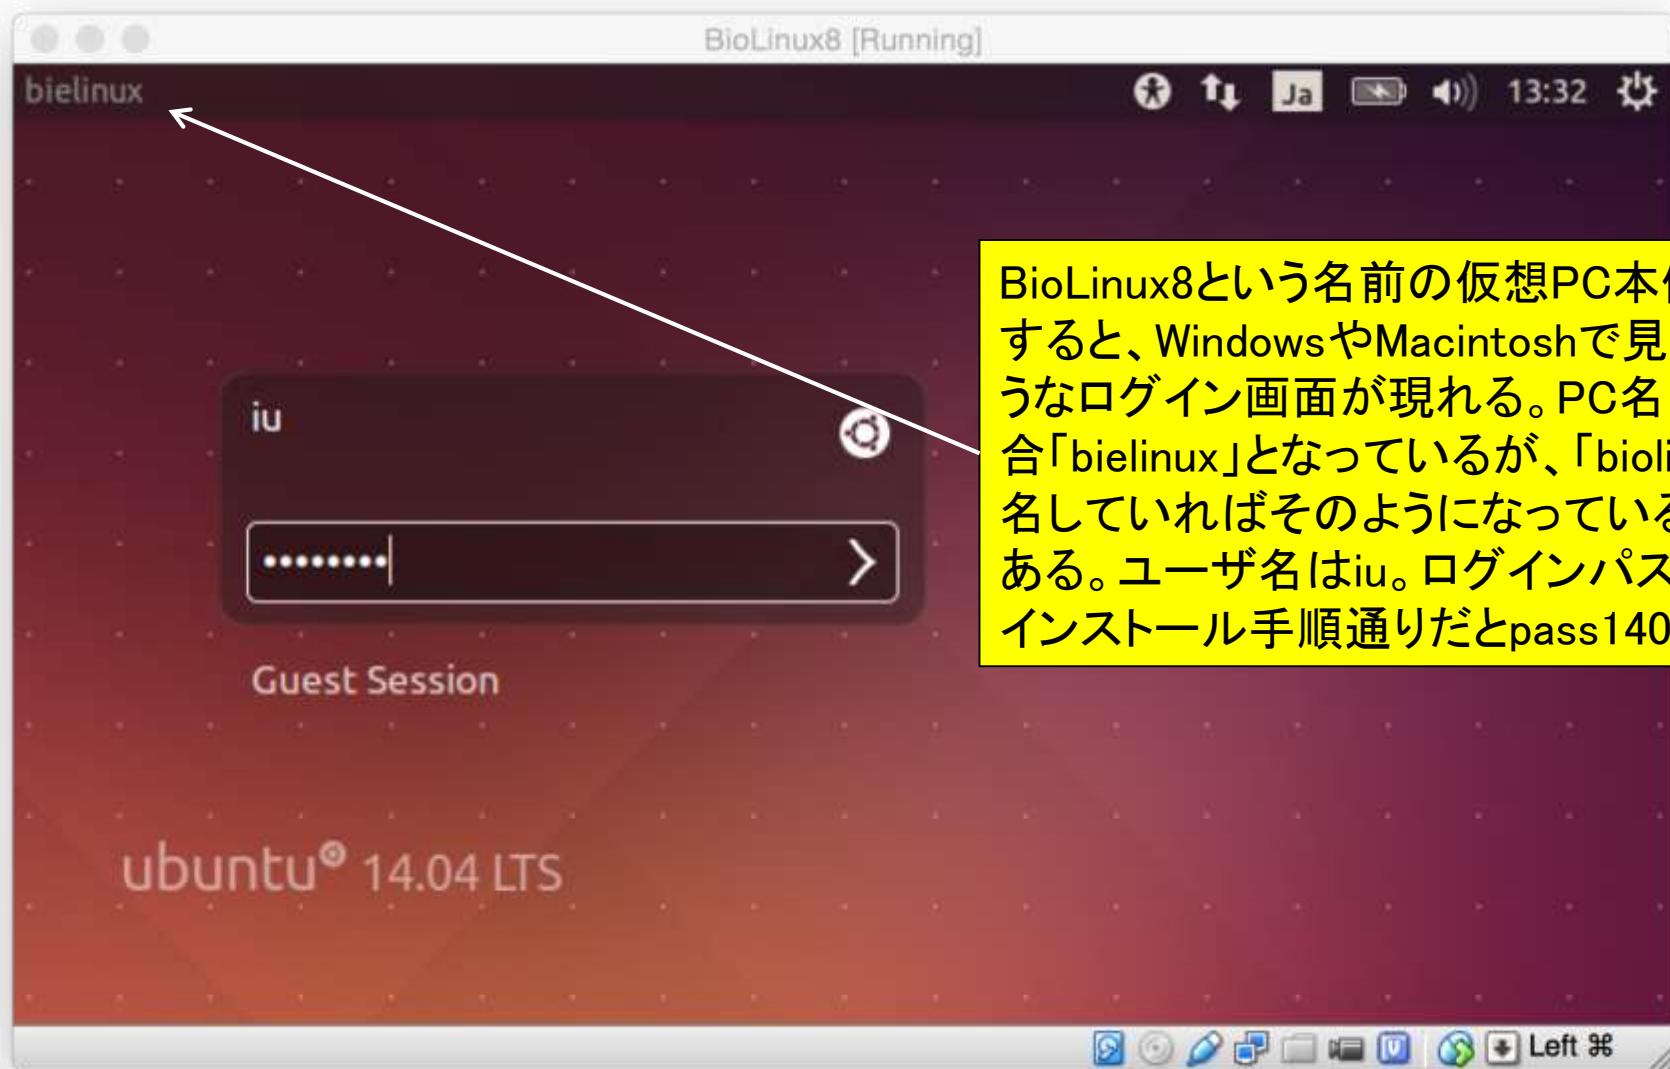 BioLinux8 [Running]
bielinux
Ja
13:32
BioLinux8という名前の仮想PC本
すると、WindowsやMacintoshで見
うなログイン画面が現れる。PC名
合「bielinux」となっているが、「bioli
名していればそのようになっている
ある。ユーザ名はiu。ログインパス
インストール手順通りだとpass140
iu
Guest Session
ubuntu 14.04 LTS
Left ⌘